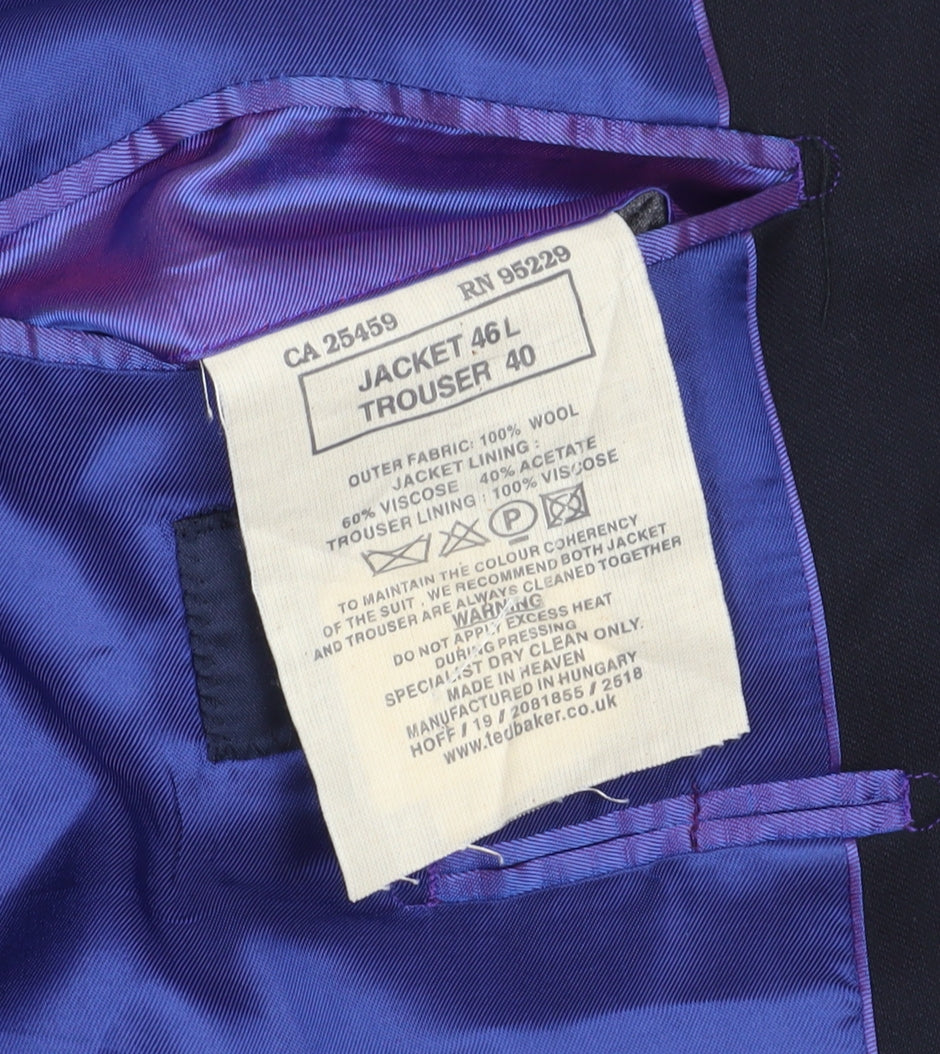 CA 25459 RN 95229
JACKET 46L
TROUSER 40
OUTER FABRIC: 100% WOOL
JACKET LINING :
60% VISCOSE 40% ACETATE
TROUSER LINING : 100% VISCOSE
P
TO MAINTAIN THE COLOUR COHERENCY
OF THE SUIT , WE RECOMMEND BOTH JACKET
AND TROUSER ARE ALWAYS CLEANED TOGETHER
WARNING
DO NOT APPLY EXCESS HEAT
DURING PRESSING
SPECIALIST DRY CLEAN ONLY.
MADE IN HEAVEN
MANUFACTURED IN HUNGARY
HOFF / 19 / 2081855 / 2518
www.tedbaker.co.uk